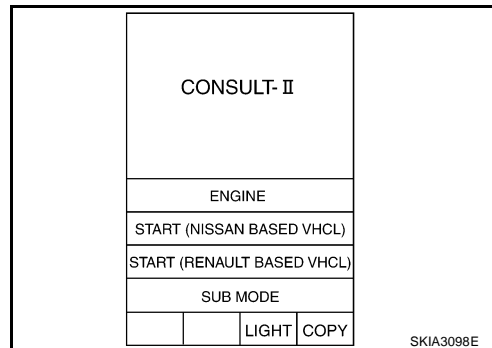 CONSULT-II
ENGINE
START (NISSAN BASED VHCL)
START (RENAULT BASED VHCL)
SUB MODE
LIGHT COPY
SKIA3098E